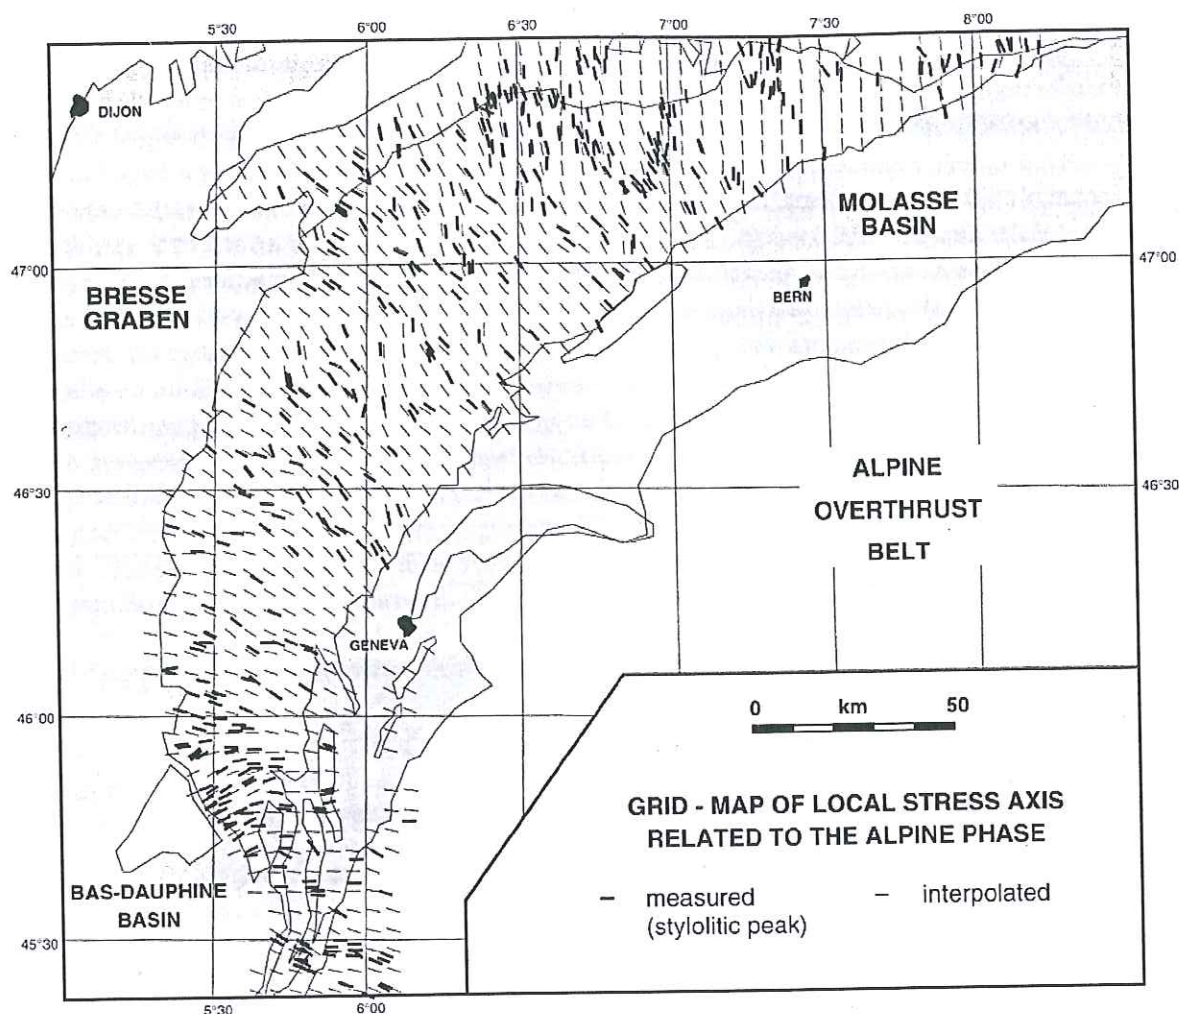 5°30
6°00
6°30
7°00
7°30
8°00
DIJON
MOLASSE
BASIN
47°00
47°00
BRESSE
GRABEN
BERN
ALPINE
OVERTHRUST
BELT
46°30
46°30
GENEVA
46°00
0 km 50
GRID - MAP OF LOCAL STRESS AXIS
RELATED TO THE ALPINE PHASE
BAS-DAUPHINE
BASIN
measured
(stylolitic peak)
interpolated
45°30
5°30
6°00